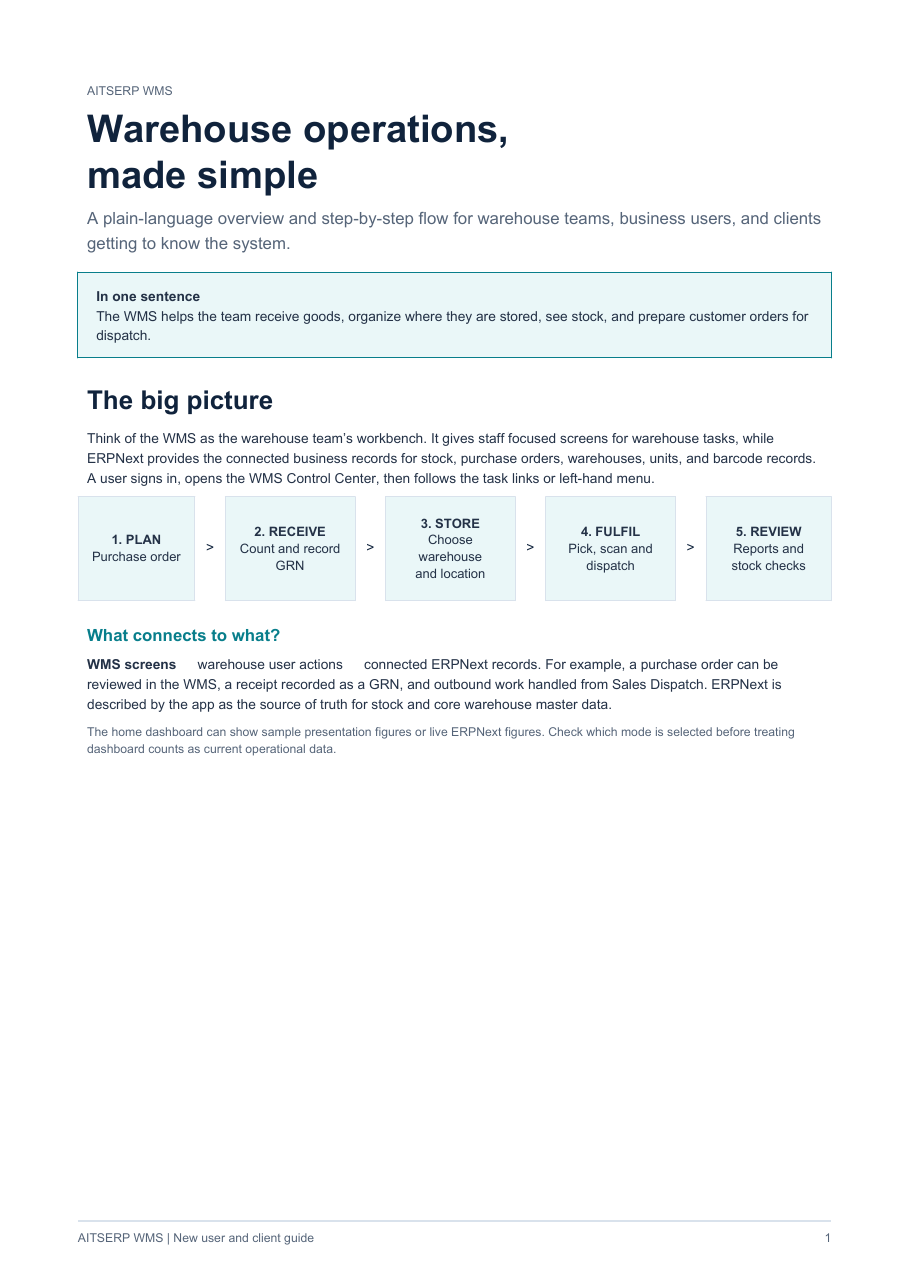 AITSERP WMS
Warehouse operations,
made simple
A plain-language overview and step-by-step flow for warehouse teams, business users, and clients
getting to know the system.
In one sentence
The WMS helps the team receive goods, organize where they are stored, see stock, and prepare customer orders for
dispatch.
The big picture
Think of the WMS as the warehouse team’s workbench. It gives staff focused screens for warehouse tasks, while
ERPNext provides the connected business records for stock, purchase orders, warehouses, units, and barcode records.
A user signs in, opens the WMS Control Center, then follows the task links or left-hand menu.
1. PLAN
Purchase order
>
2. RECEIVE
Count and record
GRN
>
3. STORE
Choose
warehouse
and location
>
4. FULFIL
Pick, scan and
dispatch
>
5. REVIEW
Reports and
stock checks
What connects to what?
WMS screens warehouse user actions connected ERPNext records. For example, a purchase order can be
reviewed in the WMS, a receipt recorded as a GRN, and outbound work handled from Sales Dispatch. ERPNext is
described by the app as the source of truth for stock and core warehouse master data.
The home dashboard can show sample presentation figures or live ERPNext figures. Check which mode is selected before treating
dashboard counts as current operational data.
AITSERP WMS | New user and client guide
1